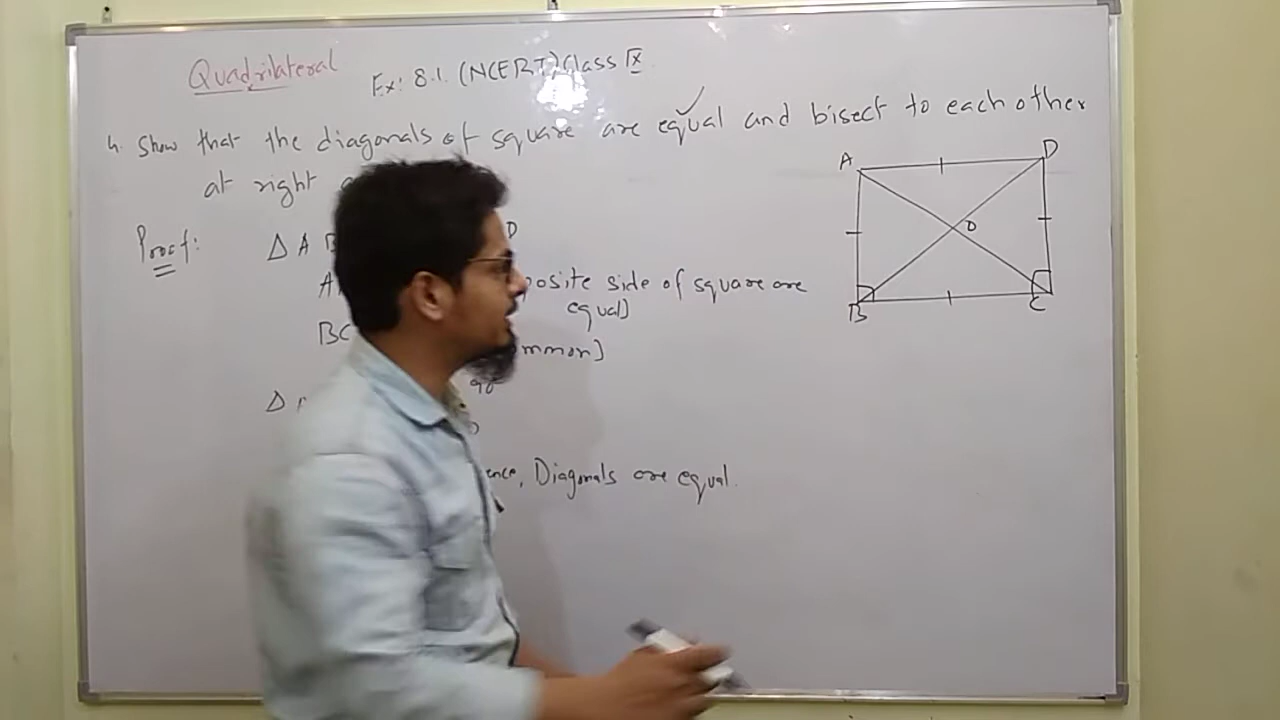 Quadrilateral Ex: 8.1. (NCERT) Class IX
4. Show that the diagonals of square are equal and bisect to each other
at right
Proof: Δ A B D
A posite side of square are
equal]
BC mmon]
90
Δ
ence, Diagonals are equal.
A D
O
B C